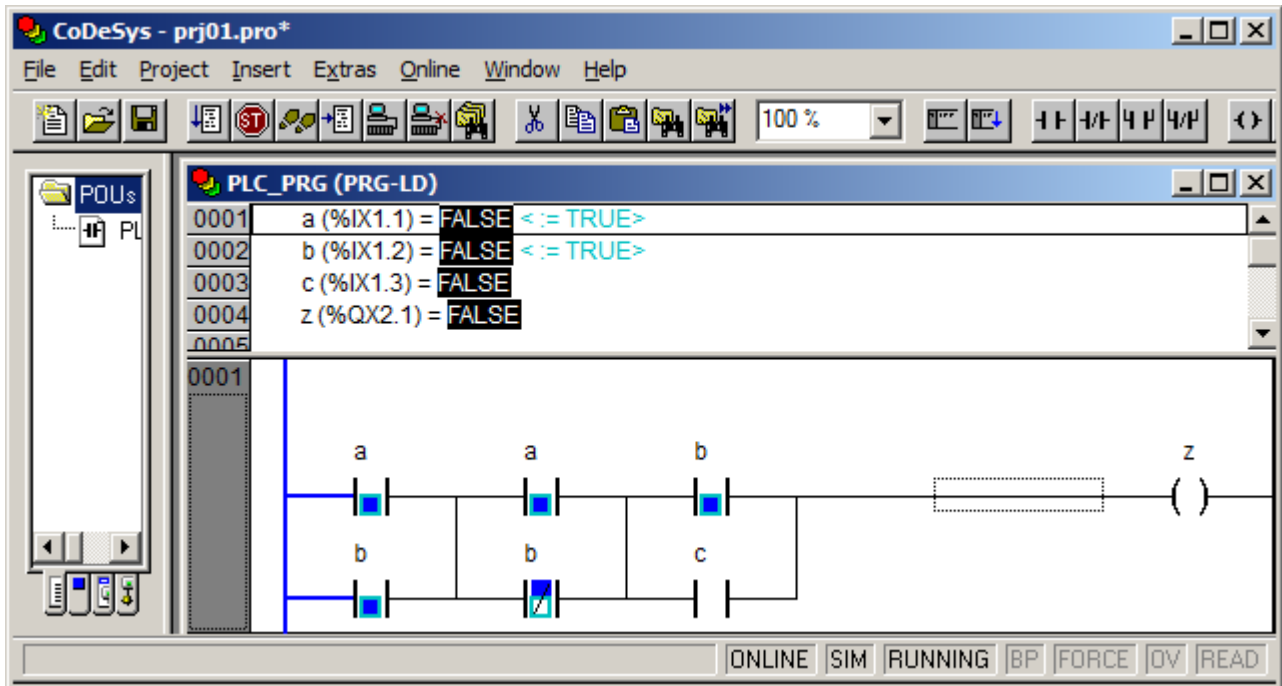 CoDeSys - prj01.pro*
File Edit Project Insert Extras Online Window Help
ST 100 %
POUs
PL
PLC_PRG (PRG-LD)
0001 a (%IX1.1) = FALSE < := TRUE>
0002 b (%IX1.2) = FALSE < := TRUE>
0003 c (%IX1.3) = FALSE
0004 z (%QX2.1) = FALSE
0005
0001
a a b z
b b c
ONLINE SIM RUNNING BP FORCE OV READ